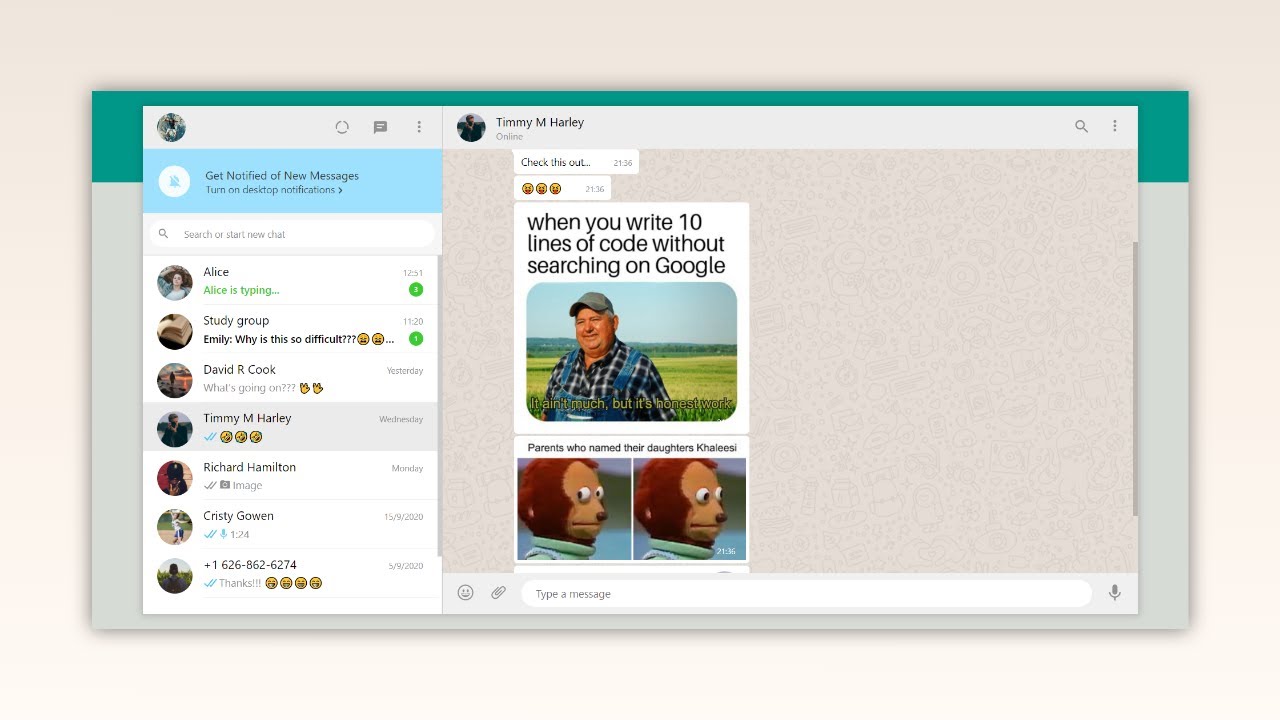 Get Notified of New Messages
Turn on desktop notifications >
Search or start new chat
Alice 12:51
Alice is typing... 3
Study group 11:20
Emily: Why is this so difficult???😩😩... 1
David R Cook Yesterday
What's going on??? 🖖🖖
Timmy M Harley Wednesday
🤪🤪🤪
Richard Hamilton Monday
Image
Cristy Gowen 15/9/2020
1:24
+1 626-862-6274 5/9/2020
Thanks!!! 😁😁😁😁
Timmy M Harley
Online
Check this out... 21:36
😝😝😝 21:36
when you write 10
lines of code without
searching on Google
It ain't much, but it's honest work
Parents who named their daughters Khaleesi
21:36
Type a message